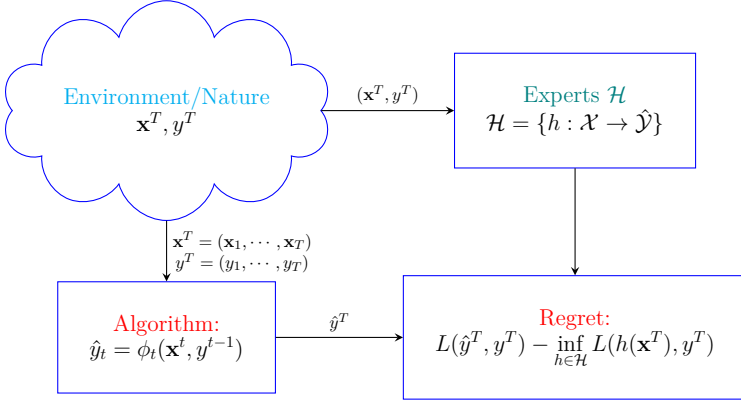 Environment/Nature
𝐱^T, y^T
(𝐱^T, y^T)
Experts ℋ
ℋ = {h : 𝒳 → 𝒴̂}
𝐱^T = (𝐱_1, ⋯ , 𝐱_T)
y^T = (y_1, ⋯ , y_T)
Algorithm:
ŷ_t = ϕ_t(𝐱^t, y^{t−1})
ŷ^T
Regret:
L(ŷ^T, y^T) − inf_{h∈ℋ} L(h(𝐱^T), y^T)